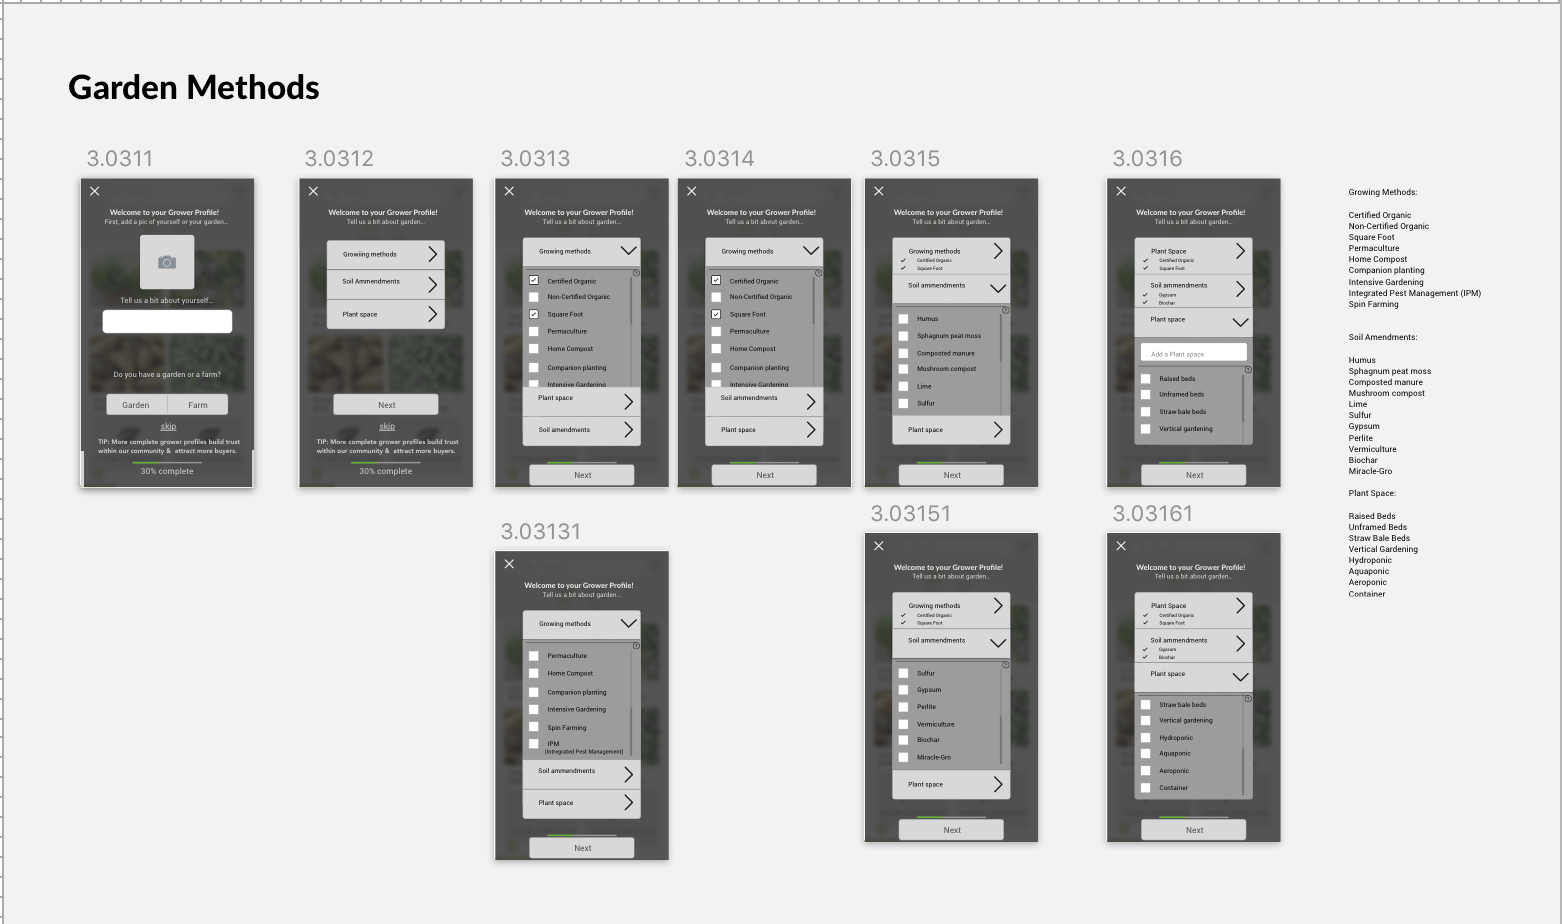 Garden Methods
3.0311
Welcome to your Grower Profile!
First, add a pic of yourself or your garden...
Tell us a bit about yourself...
Do you have a garden or a farm?
Garden
Farm
skip
TIP: More complete grower profiles build trust
within our community & attract more buyers.
30% complete
3.0312
Welcome to your Grower Profile!
Tell us a bit about garden...
Growiing methods
Soil Ammendments
Plant space
Next
skip
TIP: More complete grower profiles build trust
within our community & attract more buyers.
30% complete
3.0313
Welcome to your Grower Profile!
Tell us a bit about garden...
Growing methods
Certified Organic
Non-Certified Organic
Square Foot
Permaculture
Home Compost
Companion planting
Intensive Gardening
Plant space
Soil amendments
Next
3.0314
Welcome to your Grower Profile!
Tell us a bit about garden...
Growing methods
Certified Organic
Non-Certified Organic
Square Foot
Permaculture
Home Compost
Companion planting
Intensive Gardening
Soil ammendments
Plant space
Next
3.0315
Welcome to your Grower Profile!
Tell us a bit about garden...
Growing methods
Certified Organic
Square Foot
Soil ammendments
Humus
Sphagnum peat moss
Composted manure
Mushroom compost
Lime
Sulfur
Plant space
Next
3.0316
Welcome to your Grower Profile!
Tell us a bit about garden...
Plant Space
Certified Organic
Square Foot
Soil ammendments
Gypsum
Biochar
Plant space
Add a Plant space
Raised beds
Unframed beds
Straw bale beds
Vertical gardening
Next
Growing Methods:
Certified Organic
Non-Certified Organic
Square Foot
Permaculture
Home Compost
Companion planting
Intensive Gardening
Integrated Pest Management (IPM)
Spin Farming
Soil Amendments:
Humus
Sphagnum peat moss
Composted manure
Mushroom compost
Lime
Sulfur
Gypsum
Perlite
Vermiculture
Biochar
Miracle-Gro
Plant Space:
Raised Beds
Unframed Beds
Straw Bale Beds
Vertical Gardening
Hydroponic
Aquaponic
Aeroponic
Container
3.03131
Welcome to your Grower Profile!
Tell us a bit about garden...
Growing methods
Permaculture
Home Compost
Companion planting
Intensive Gardening
Spin Farming
IPM
(Intregrated Pest Management)
Soil ammendments
Plant space
Next
3.03151
Welcome to your Grower Profile!
Tell us a bit about garden...
Growing methods
Certified Organic
Square Foot
Soil ammendments
Sulfur
Gypsum
Perlite
Vermiculture
Biochar
Miracle-Gro
Plant space
Next
3.03161
Welcome to your Grower Profile!
Tell us a bit about garden...
Plant Space
Certified Organic
Square Foot
Soil ammendments
Gypsum
Biochar
Plant space
Straw bale beds
Vertical gardening
Hydroponic
Aquaponic
Aeroponic
Container
Next